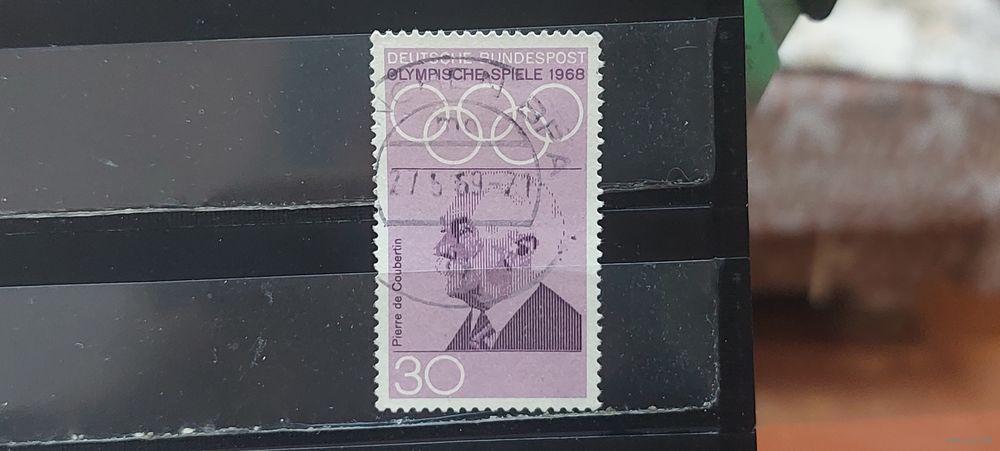 DEUTSCHE BUNDESPOST
OLYMPISCHE SPIELE 1968
Pierre de Coubertin
30